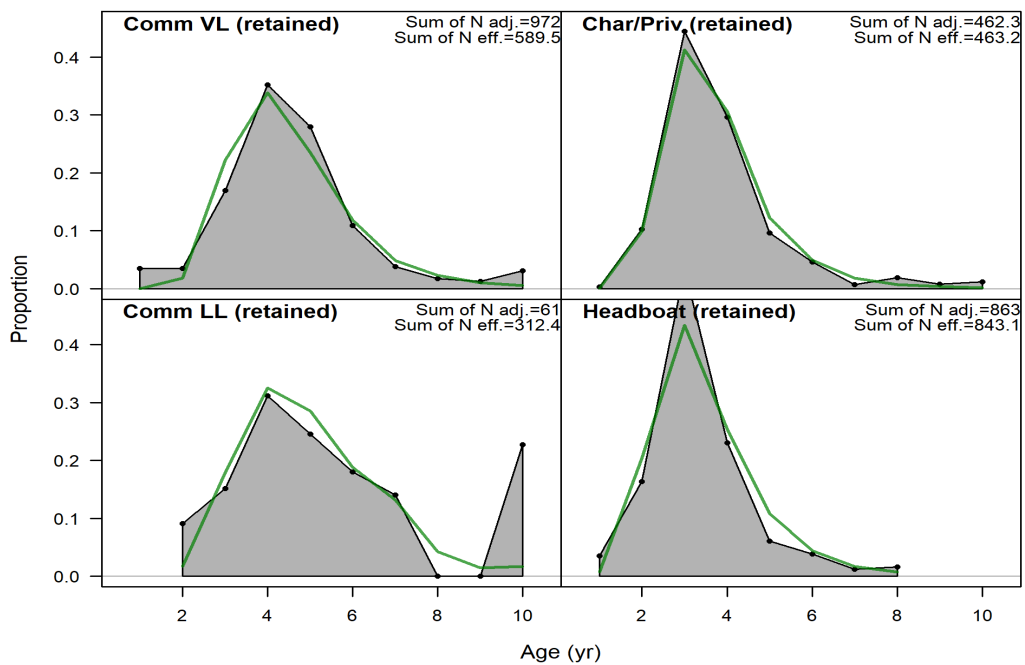 Comm VL (retained)
Sum of N adj.=972
Sum of N eff.=589.5
Char/Priv (retained)
Sum of N adj.=462.3
Sum of N eff.=463.2
0.4
0.3
0.2
0.1
0.0
Comm LL (retained)
Sum of N adj.=61
Sum of N eff.=312.4
Headboat (retained)
Sum of N adj.=863
Sum of N eff.=843.1
0.4
0.3
0.2
0.1
0.0
Proportion
2 4 6 8 10 2 4 6 8 10
Age (yr)